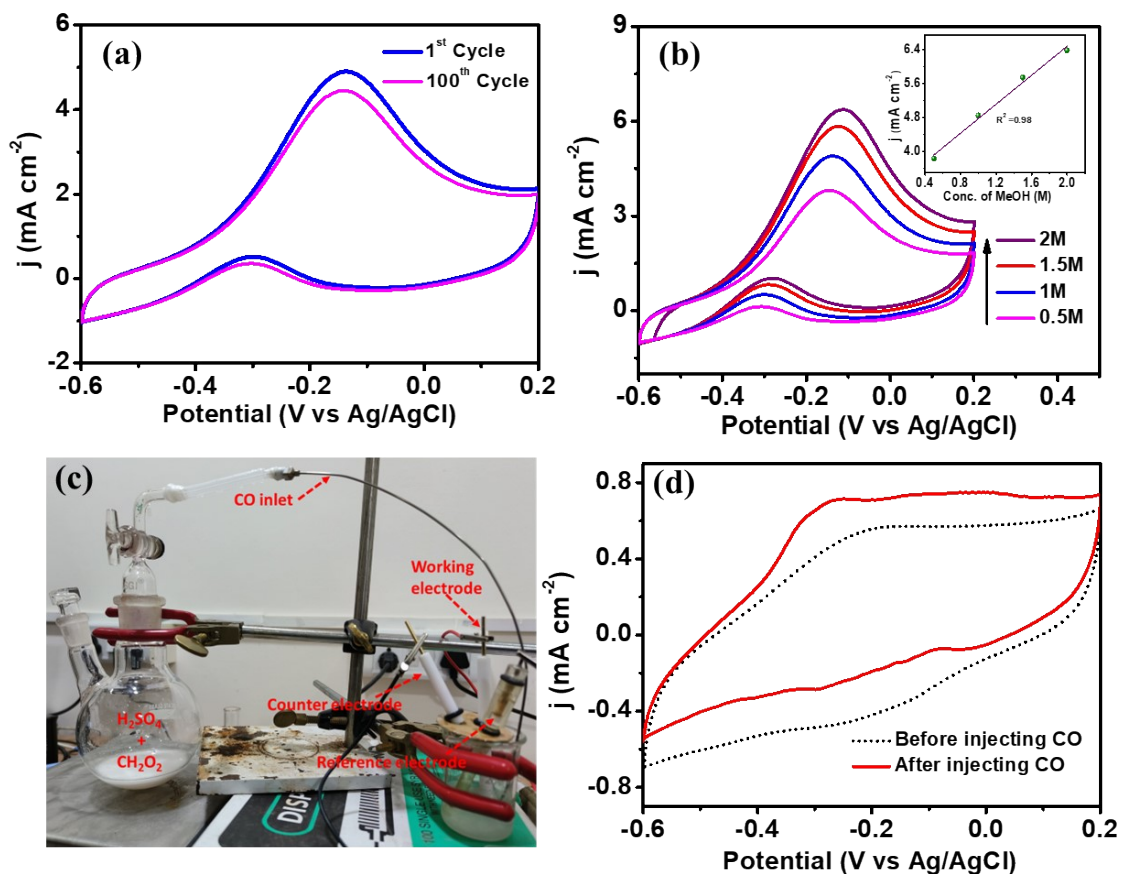 (a)
1st Cycle
100th Cycle
j (mA cm-2)
6
4
2
0
-2
-0.6
-0.4
-0.2
0.0
0.2
Potential (V vs Ag/AgCl)
(b)
j (mA cm-2)
9
6
3
0
-0.6
-0.4
-0.2
0.0
0.2
0.4
Potential (V vs Ag/AgCl)
2M
1.5M
1M
0.5M
j (mA cm-2)
6.4
5.6
4.8
4.0
R2 =0.98
0.4
0.8
1.2
1.6
2.0
Conc. of MeOH (M)
(c)
CO inlet
Working
electrode
Counter electrode
Reference electrode
H2SO4
+
CH2O2
DISP
(d)
j (mA cm-2)
0.8
0.4
0.0
-0.4
-0.8
-0.6
-0.4
-0.2
0.0
0.2
Potential (V vs Ag/AgCl)
Before injecting CO
After injecting CO